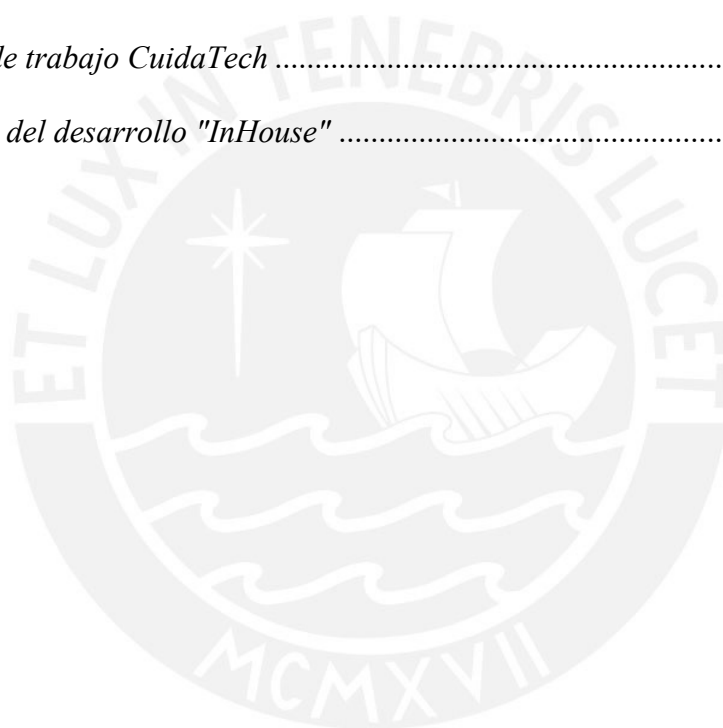 de trabajo CuidaTech ........................................................
del desarrollo "InHouse" ................................................
ET LUX IN TENEBRIS LUCET
MCMXVII